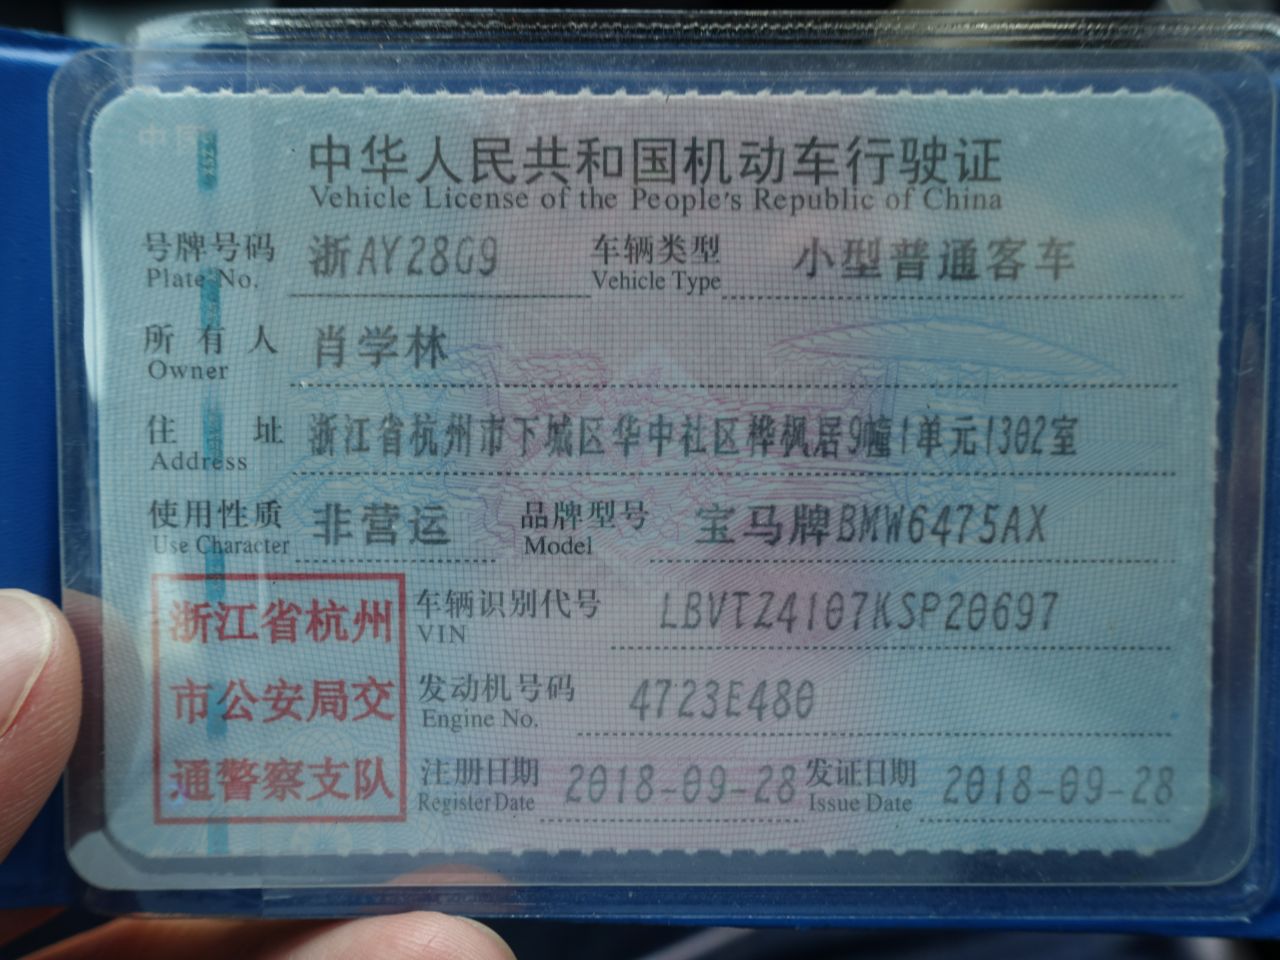 中华人民共和国机动车行驶证
Vehicle License of the People's Republic of China
号牌号码 浙AY28G9 车辆类型 小型普通客车
Plate No. Vehicle Type
所有人 肖学林
Owner
住址 浙江省杭州市下城区华中社区桦枫居9幢1单元1302室
Address
使用性质 非营运 品牌型号 宝马牌BMW6475AX
Use Character Model
浙江省杭州
市公安局交
通警察支队
车辆识别代号 LBVTZ4107KSP20697
VIN
发动机号码 4723E480
Engine No.
注册日期 2018-09-28 发证日期 2018-09-28
Register Date Issue Date